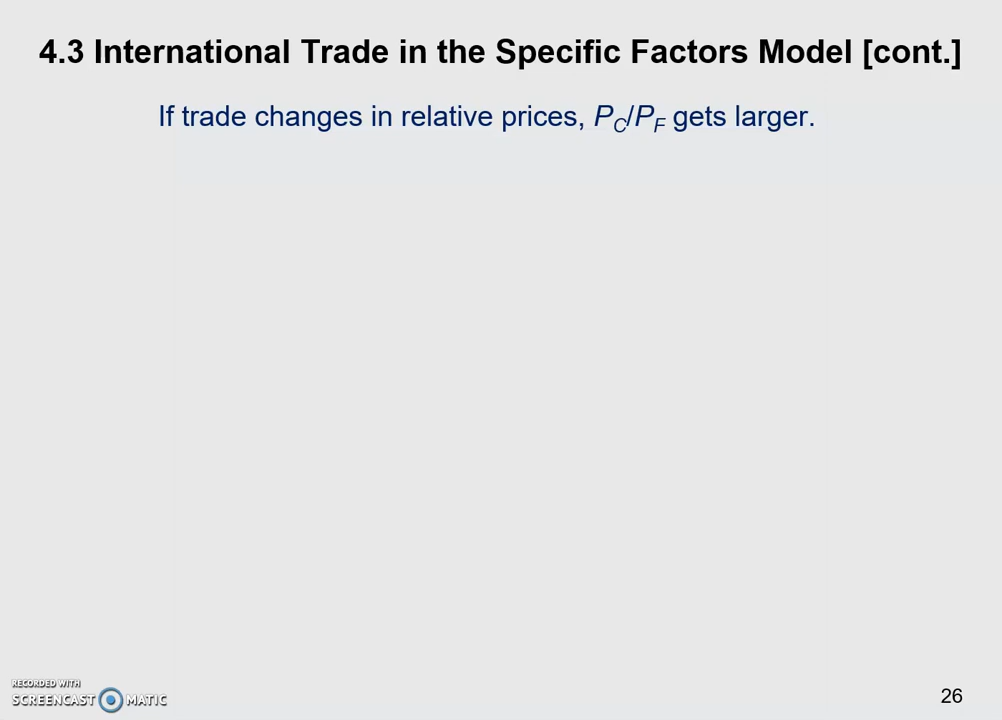 4.3 International Trade in the Specific Factors Model [cont.]
If trade changes in relative prices, PC/PF gets larger.
RECORDED WITH
SCREENCAST MATIC
26